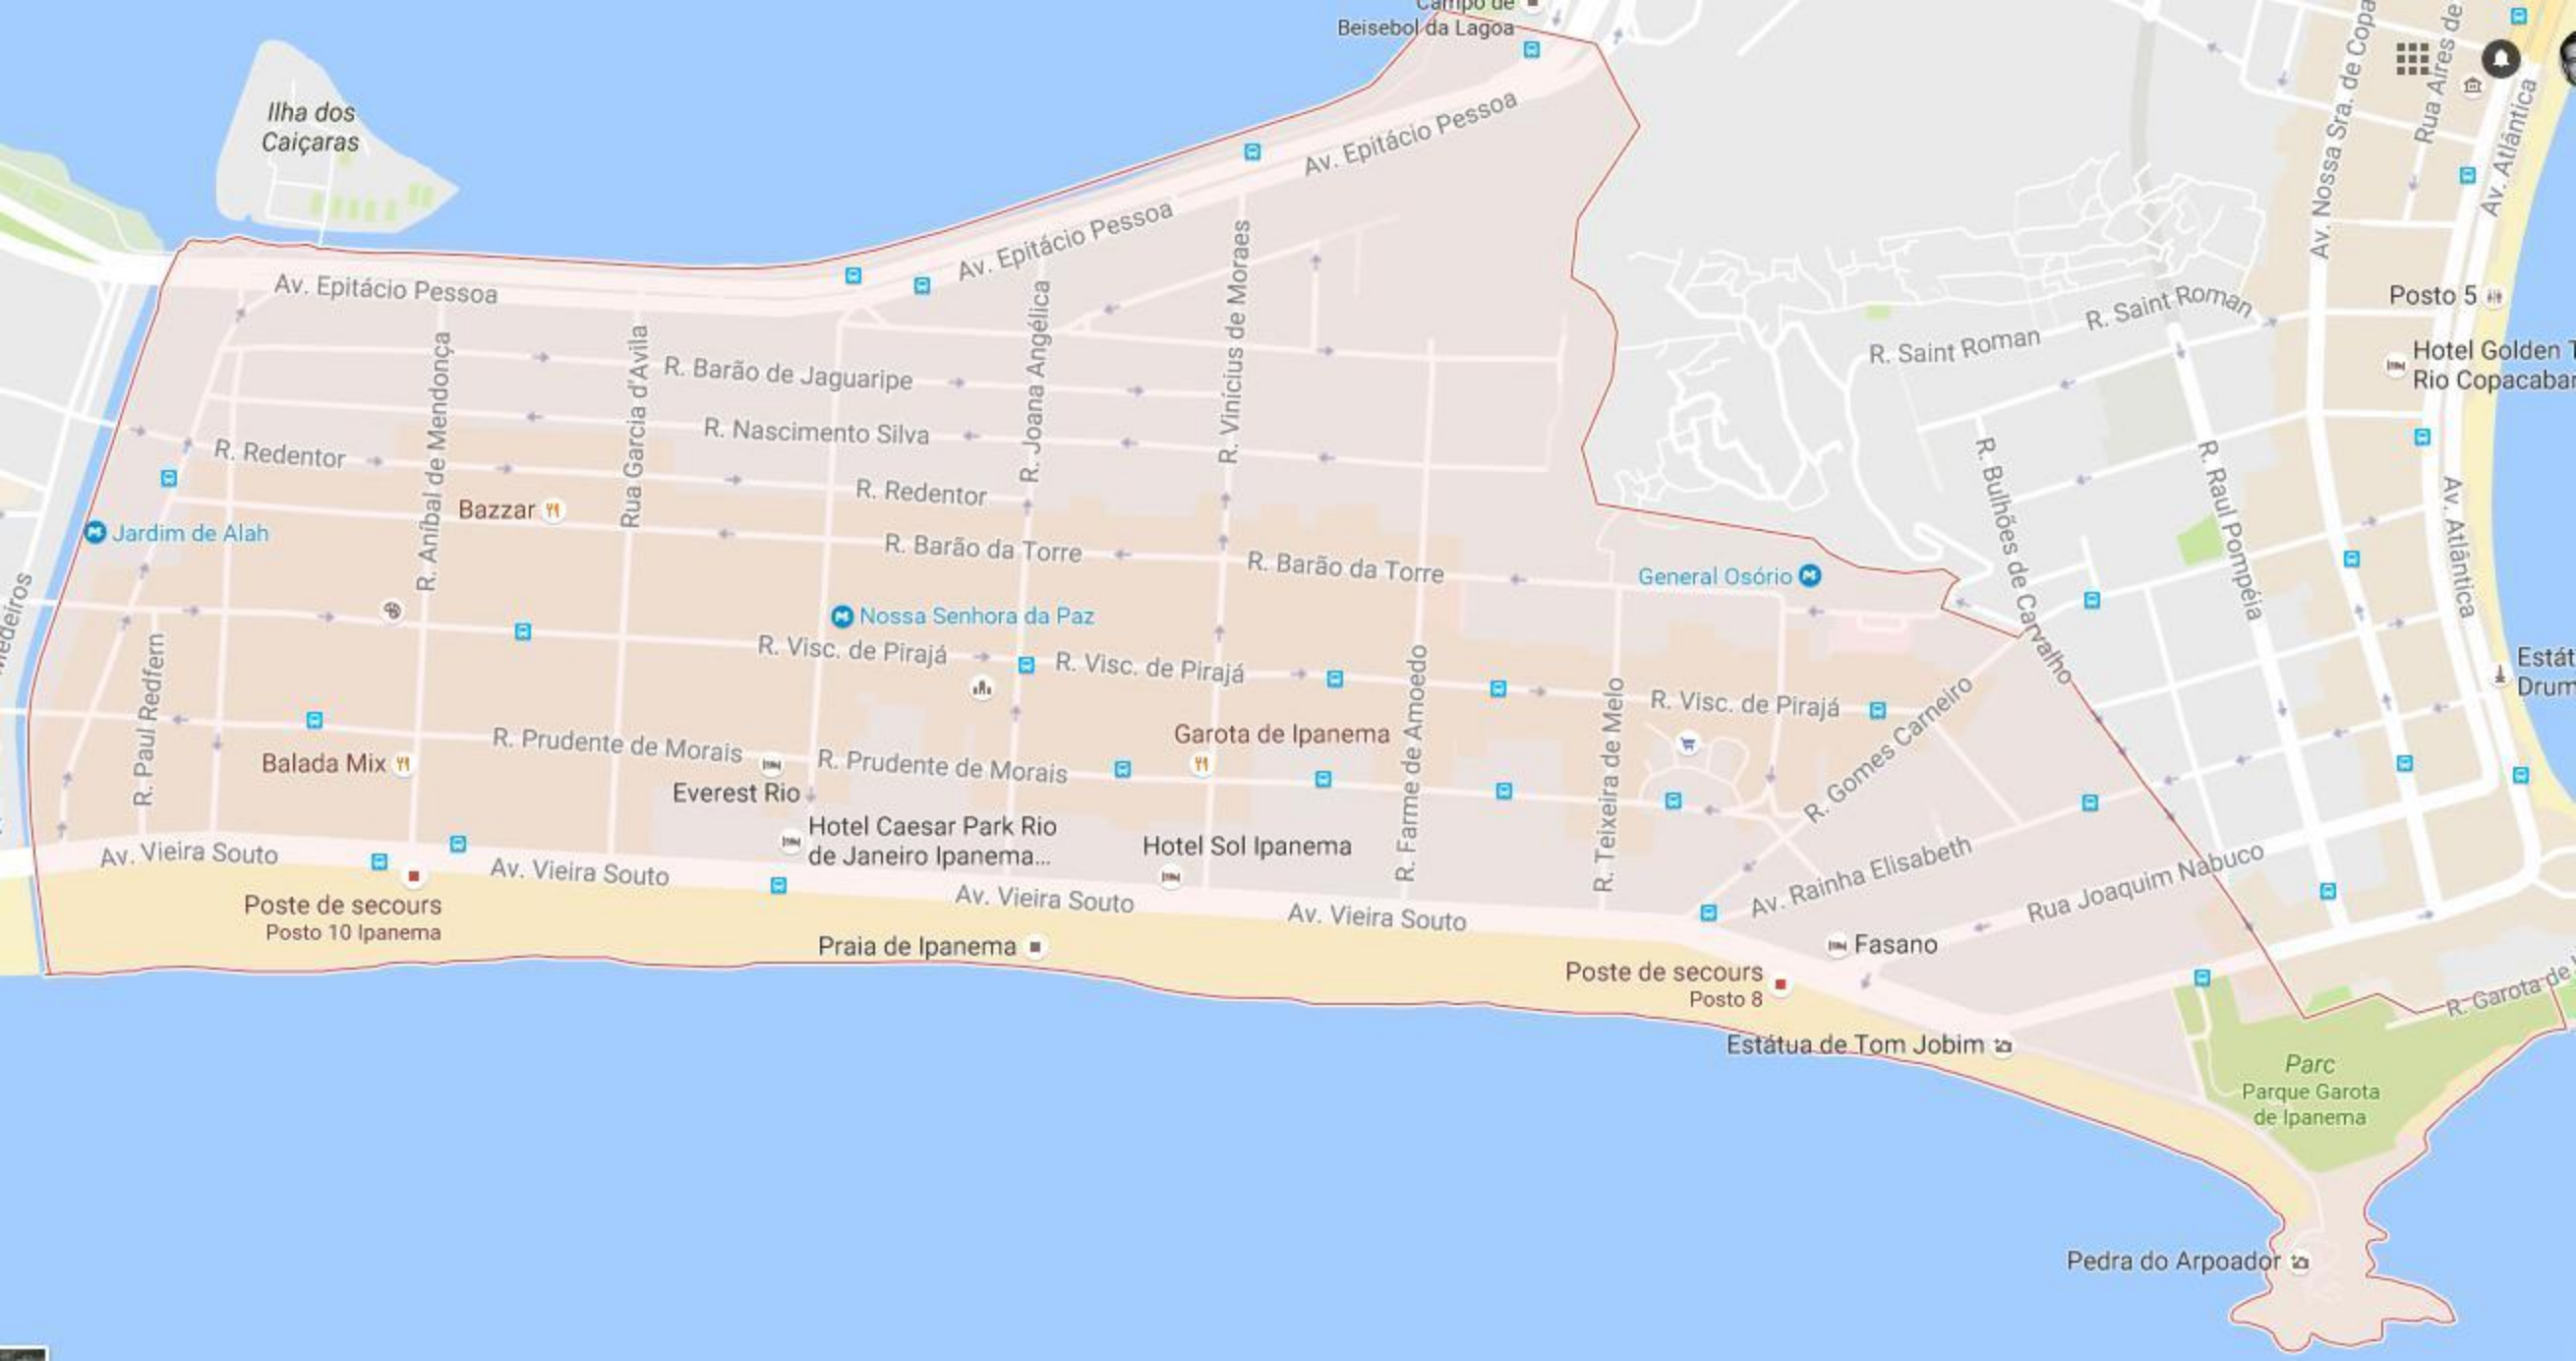 Campo de
Beisebol da Lagoa
Ilha dos
Caiçaras
Av. Epitácio Pessoa
Av. Epitácio Pessoa
Av. Epitácio Pessoa
Av. Nossa Sra. de Copa
Rua Aires de
Av. Atlântica
R. Saint Roman
R. Saint Roman
Posto 5
Hotel Golden T
Rio Copacaba
R. Aníbal de Mendonça
Rua Garcia d'Avila
R. Barão de Jaguaripe
R. Joana Angélica
R. Vinícius de Moraes
R. Nascimento Silva
R. Redentor
R. Redentor
Bazzar
Jardim de Alah
R. Barão da Torre
R. Barão da Torre
General Osório
R. Bulhões de Carvalho
R. Raul Pompéia
Av. Atlântica
Nossa Senhora da Paz
R. Visc. de Pirajá
R. Visc. de Pirajá
R. Visc. de Pirajá
Estát
Drum
edeiros
R. Paul Redfern
R. Farme de Amoedo
R. Teixeira de Melo
R. Gomes Carneiro
Garota de Ipanema
R. Prudente de Morais
R. Prudente de Morais
Balada Mix
Everest Rio
Hotel Caesar Park Rio
de Janeiro Ipanema...
Hotel Sol Ipanema
Av. Rainha Elisabeth
Rua Joaquim Nabuco
Av. Vieira Souto
Av. Vieira Souto
Av. Vieira Souto
Av. Vieira Souto
Poste de secours
Posto 10 Ipanema
Praia de Ipanema
Fasano
Poste de secours
Posto 8
R. Garota de
Estátua de Tom Jobim
Parc
Parque Garota
de Ipanema
Pedra do Arpoador